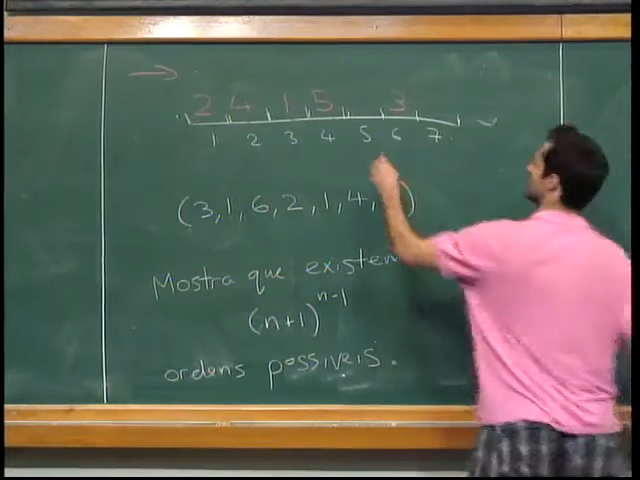 2 4 1 5 3
1 2 3 4 5 6 7
(3,1,6,2,1,4, )
Mostra que existem
(n+1)^{n-1}
ordens possíveis.